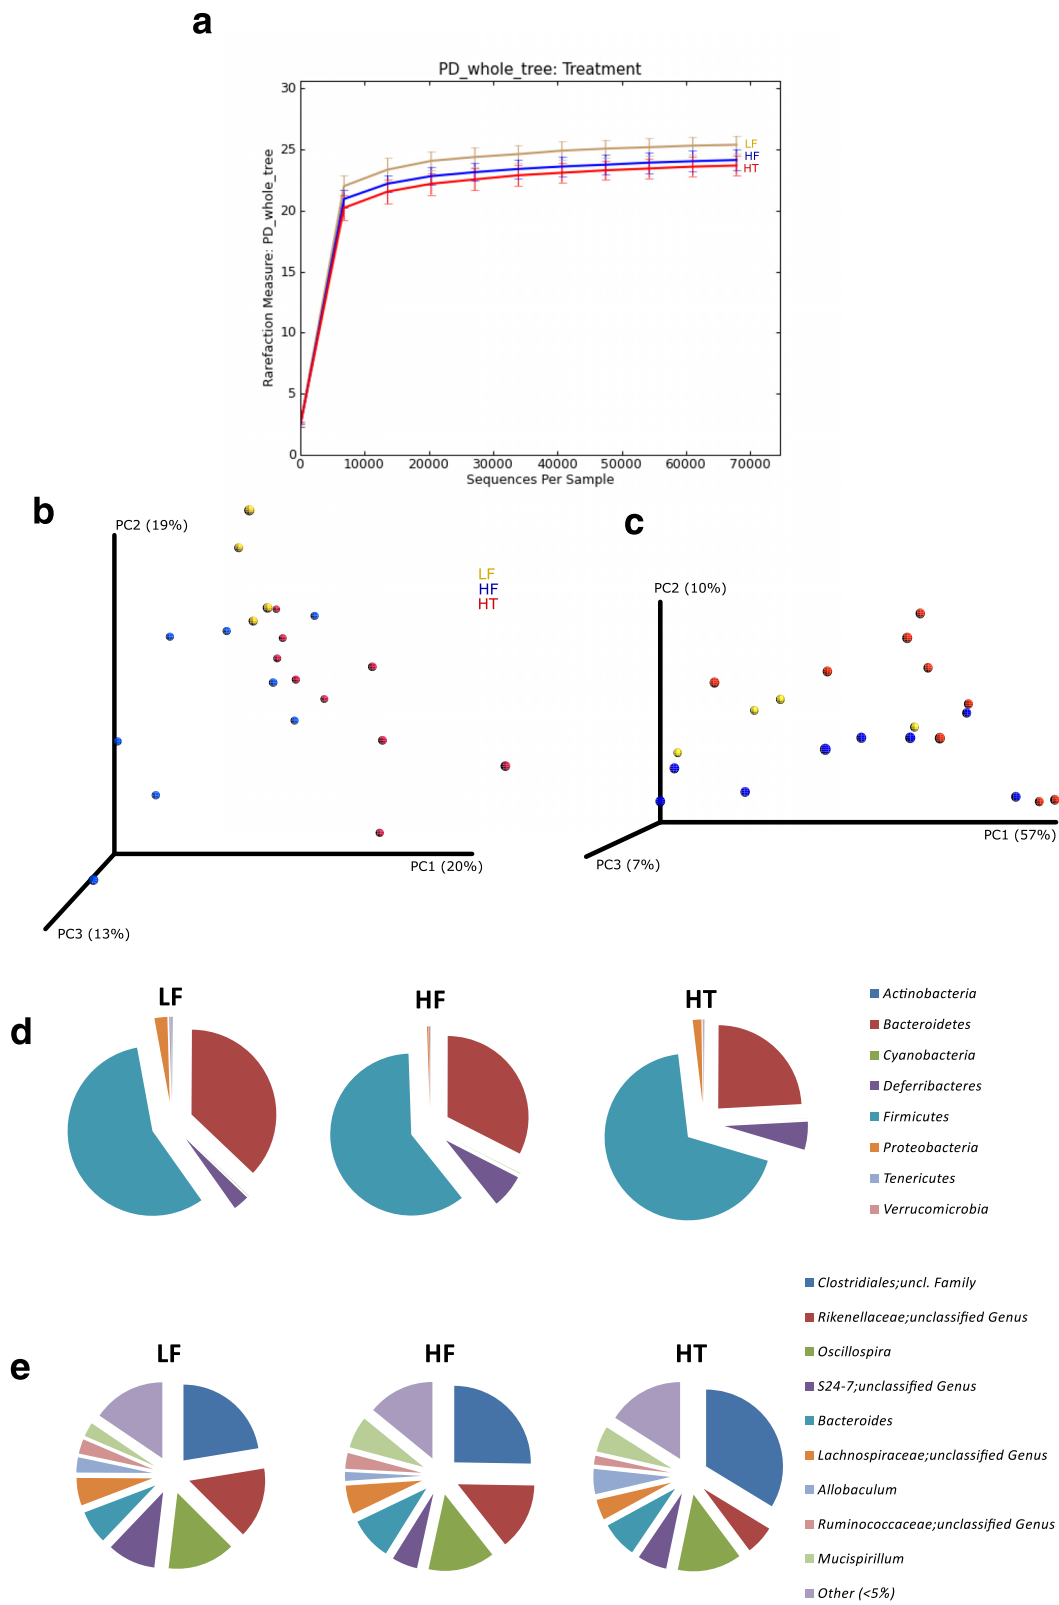 a
PD_whole_tree: Treatment
Rarefaction Measure: PD_whole_tree
30
25
20
15
10
5
0
LF
HF
HT
0 10000 20000 30000 40000 50000 60000 70000
Sequences Per Sample
b
PC2 (19%)
LF
HF
HT
PC1 (20%)
PC3 (13%)
c
PC2 (10%)
PC1 (57%)
PC3 (7%)
d
LF
HF
HT
Actinobacteria
Bacteroidetes
Cyanobacteria
Deferribacteres
Firmicutes
Proteobacteria
Tenericutes
Verrucomicrobia
e
LF
HF
HT
Clostridiales;uncl. Family
Rikenellaceae;unclassified Genus
Oscillospira
S24-7;unclassified Genus
Bacteroides
Lachnospiraceae;unclassified Genus
Allobaculum
Ruminococcaceae;unclassified Genus
Mucispirillum
Other (<5%)